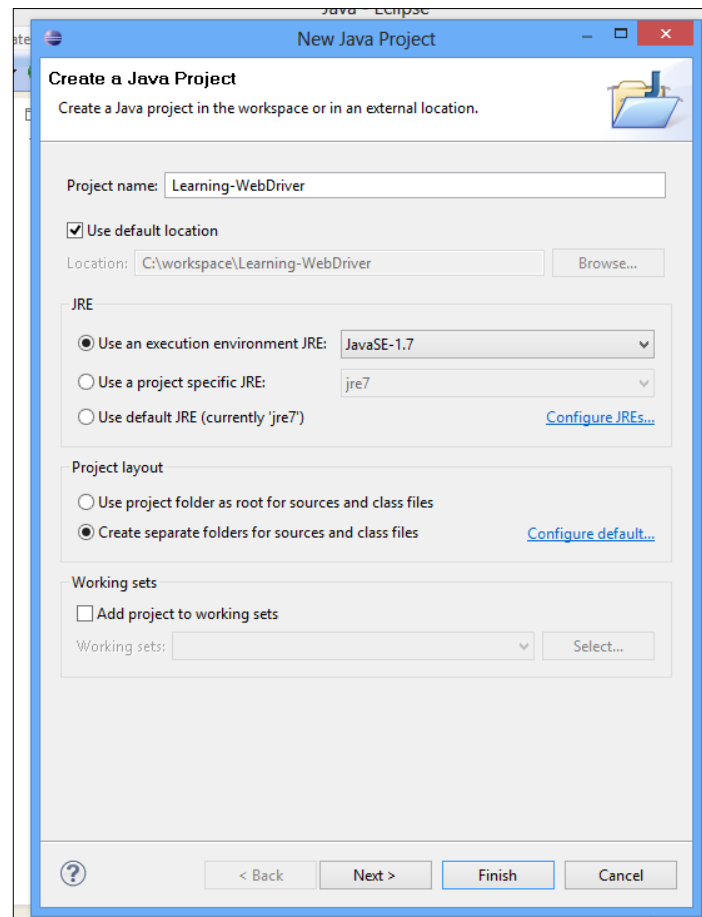 Java - Eclipse
ate
New Java Project
Create a Java Project
Create a Java project in the workspace or in an external location.
Project name: Learning-WebDriver
Use default location
Location: C:\workspace\Learning-WebDriver Browse...
JRE
Use an execution environment JRE: JavaSE-1.7
Use a project specific JRE: jre7
Use default JRE (currently 'jre7') Configure JREs...
Project layout
Use project folder as root for sources and class files
Create separate folders for sources and class files Configure default...
Working sets
Add project to working sets
Working sets: Select...
< Back Next > Finish Cancel